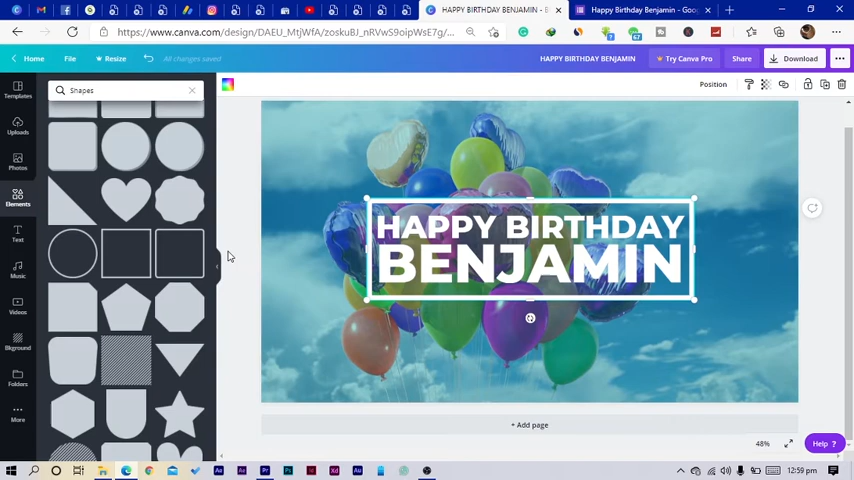 HAPPY BIRTHDAY BENJAMIN - B
Happy Birthday Benjamin - Goo
https://www.canva.com/design/DAEU_MtjWfA/zoskuBJ_nRVwS9oipWsE7g/...
Home
File
Resize
All changes saved
HAPPY BIRTHDAY BENJAMIN
Try Canva Pro
Share
Download
Templates
Shapes
Position
Uploads
Photos
Elements
Text
Music
Videos
Bkground
Folders
More
HAPPY BIRTHDAY
BENJAMIN
+ Add page
48%
Help ?
12:59 pm